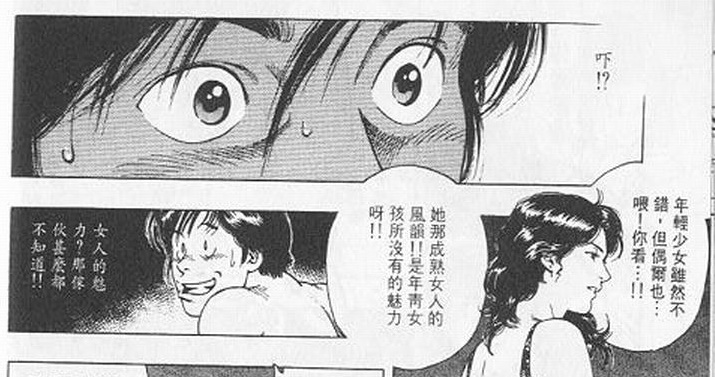 吓!?
年輕少女雖然不
錯，但偶爾也…
喂！你看…!!
她那成熟女人的
風韻!!是年青女
孩所沒有的魅力
呀!!
女人的魅
力？那傢
伙甚麼都
不知道!!